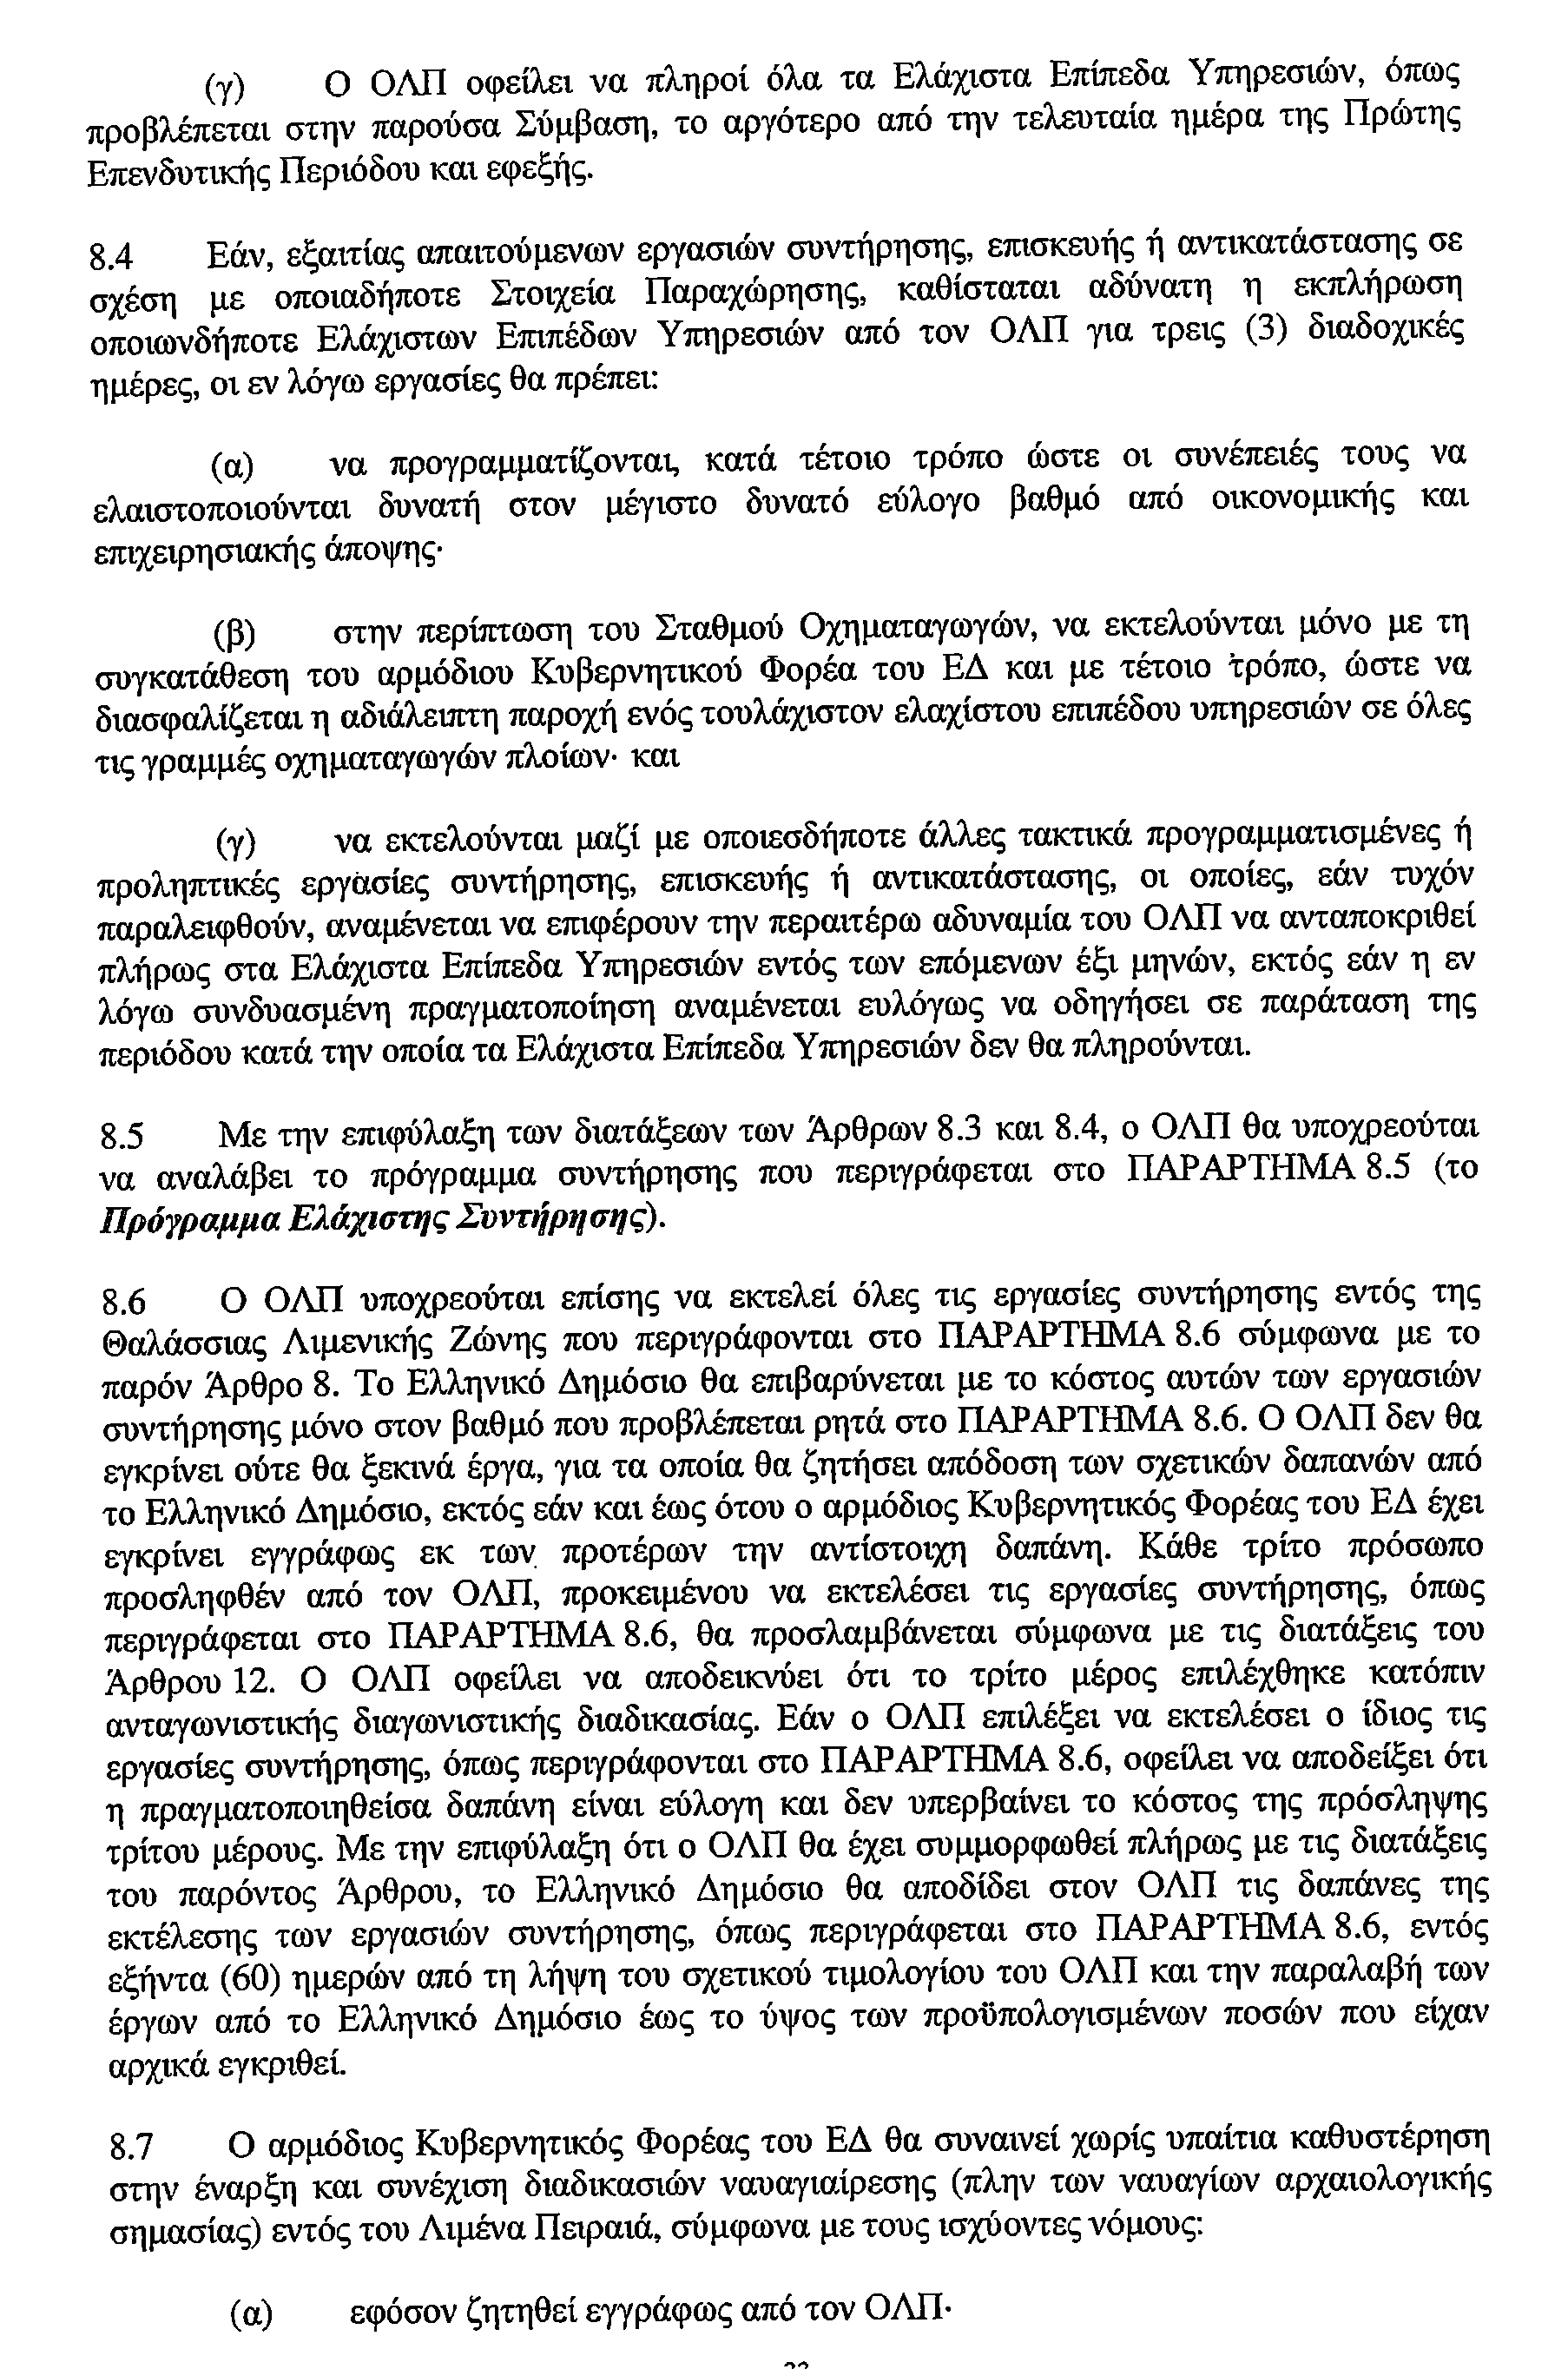 (γ) Ο ΟΛΠ οφείλει να πληροί όλα τα Ελάχιστα Επίπεδα Υπηρεσιών, όπως
προβλέπεται στην παρούσα Σύμβαση, το αργότερο από την τελευταία ημέρα της Πρώτης
Επενδυτικής Περιόδου και εφεξής.
8.4 Εάν, εξαιτίας απαιτούμενων εργασιών συντήρησης, επισκευής ή αντικατάστασης σε
σχέση με οποιαδήποτε Στοιχεία Παραχώρησης, καθίσταται αδύνατη η εκπλήρωση
οποιωνδήποτε Ελάχιστων Επιπέδων Υπηρεσιών από τον ΟΛΠ για τρεις (3) διαδοχικές
ημέρες, οι εν λόγω εργασίες θα πρέπει:
(α) να προγραμματίζονται, κατά τέτοιο τρόπο ώστε οι συνέπειές τους να
ελαιστοποιούνται δυνατή στον μέγιστο δυνατό εύλογο βαθμό από οικονομικής και
επιχειρησιακής άποψης·
(β) στην περίπτωση του Σταθμού Οχηματαγωγών, να εκτελούνται μόνο με τη
συγκατάθεση του αρμόδιου Κυβερνητικού Φορέα του ΕΔ και με τέτοιο τρόπο, ώστε να
διασφαλίζεται η αδιάλειπτη παροχή ενός τουλάχιστον ελαχίστου επιπέδου υπηρεσιών σε όλες
τις γραμμές οχηματαγωγών πλοίων· και
(γ) να εκτελούνται μαζί με οποιεσδήποτε άλλες τακτικά προγραμματισμένες ή
προληπτικές εργασίες συντήρησης, επισκευής ή αντικατάστασης, οι οποίες, εάν τυχόν
παραλειφθούν, αναμένεται να επιφέρουν την περαιτέρω αδυναμία του ΟΛΠ να ανταποκριθεί
πλήρως στα Ελάχιστα Επίπεδα Υπηρεσιών εντός των επόμενων έξι μηνών, εκτός εάν η εν
λόγω συνδυασμένη πραγματοποίηση αναμένεται ευλόγως να οδηγήσει σε παράταση της
περιόδου κατά την οποία τα Ελάχιστα Επίπεδα Υπηρεσιών δεν θα πληρούνται.
8.5 Με την επιφύλαξη των διατάξεων των Άρθρων 8.3 και 8.4, ο ΟΛΠ θα υποχρεούται
να αναλάβει το πρόγραμμα συντήρησης που περιγράφεται στο ΠΑΡΑΡΤΗΜΑ 8.5 (το
Πρόγραμμα Ελάχιστης Συντήρησης).
8.6 Ο ΟΛΠ υποχρεούται επίσης να εκτελεί όλες τις εργασίες συντήρησης εντός της
Θαλάσσιας Λιμενικής Ζώνης που περιγράφονται στο ΠΑΡΑΡΤΗΜΑ 8.6 σύμφωνα με το
παρόν Άρθρο 8. Το Ελληνικό Δημόσιο θα επιβαρύνεται με το κόστος αυτών των εργασιών
συντήρησης μόνο στον βαθμό που προβλέπεται ρητά στο ΠΑΡΑΡΤΗΜΑ 8.6. Ο ΟΛΠ δεν θα
εγκρίνει ούτε θα ξεκινά έργα, για τα οποία θα ζητήσει απόδοση των σχετικών δαπανών από
το Ελληνικό Δημόσιο, εκτός εάν και έως ότου ο αρμόδιος Κυβερνητικός Φορέας του ΕΔ έχει
εγκρίνει εγγράφως εκ των προτέρων την αντίστοιχη δαπάνη. Κάθε τρίτο πρόσωπο
προσληφθέν από τον ΟΛΠ, προκειμένου να εκτελέσει τις εργασίες συντήρησης, όπως
περιγράφεται στο ΠΑΡΑΡΤΗΜΑ 8.6, θα προσλαμβάνεται σύμφωνα με τις διατάξεις του
Άρθρου 12. Ο ΟΛΠ οφείλει να αποδεικνύει ότι το τρίτο μέρος επιλέχθηκε κατόπιν
ανταγωνιστικής διαγωνιστικής διαδικασίας. Εάν ο ΟΛΠ επιλέξει να εκτελέσει ο ίδιος τις
εργασίες συντήρησης, όπως περιγράφονται στο ΠΑΡΑΡΤΗΜΑ 8.6, οφείλει να αποδείξει ότι
η πραγματοποιηθείσα δαπάνη είναι εύλογη και δεν υπερβαίνει το κόστος της πρόσληψης
τρίτου μέρους. Με την επιφύλαξη ότι ο ΟΛΠ θα έχει συμμορφωθεί πλήρως με τις διατάξεις
του παρόντος Άρθρου, το Ελληνικό Δημόσιο θα αποδίδει στον ΟΛΠ τις δαπάνες της
εκτέλεσης των εργασιών συντήρησης, όπως περιγράφεται στο ΠΑΡΑΡΤΗΜΑ 8.6, εντός
εξήντα (60) ημερών από τη λήψη του σχετικού τιμολογίου του ΟΛΠ και την παραλαβή των
έργων από το Ελληνικό Δημόσιο έως το ύψος των προϋπολογισμένων ποσών που είχαν
αρχικά εγκριθεί.
8.7 Ο αρμόδιος Κυβερνητικός Φορέας του ΕΔ θα συναινεί χωρίς υπαίτια καθυστέρηση
στην έναρξη και συνέχιση διαδικασιών ναυαγιαίρεσης (πλην των ναυαγίων αρχαιολογικής
σημασίας) εντός του Λιμένα Πειραιά, σύμφωνα με τους ισχύοντες νόμους:
(α) εφόσον ζητηθεί εγγράφως από τον ΟΛΠ·